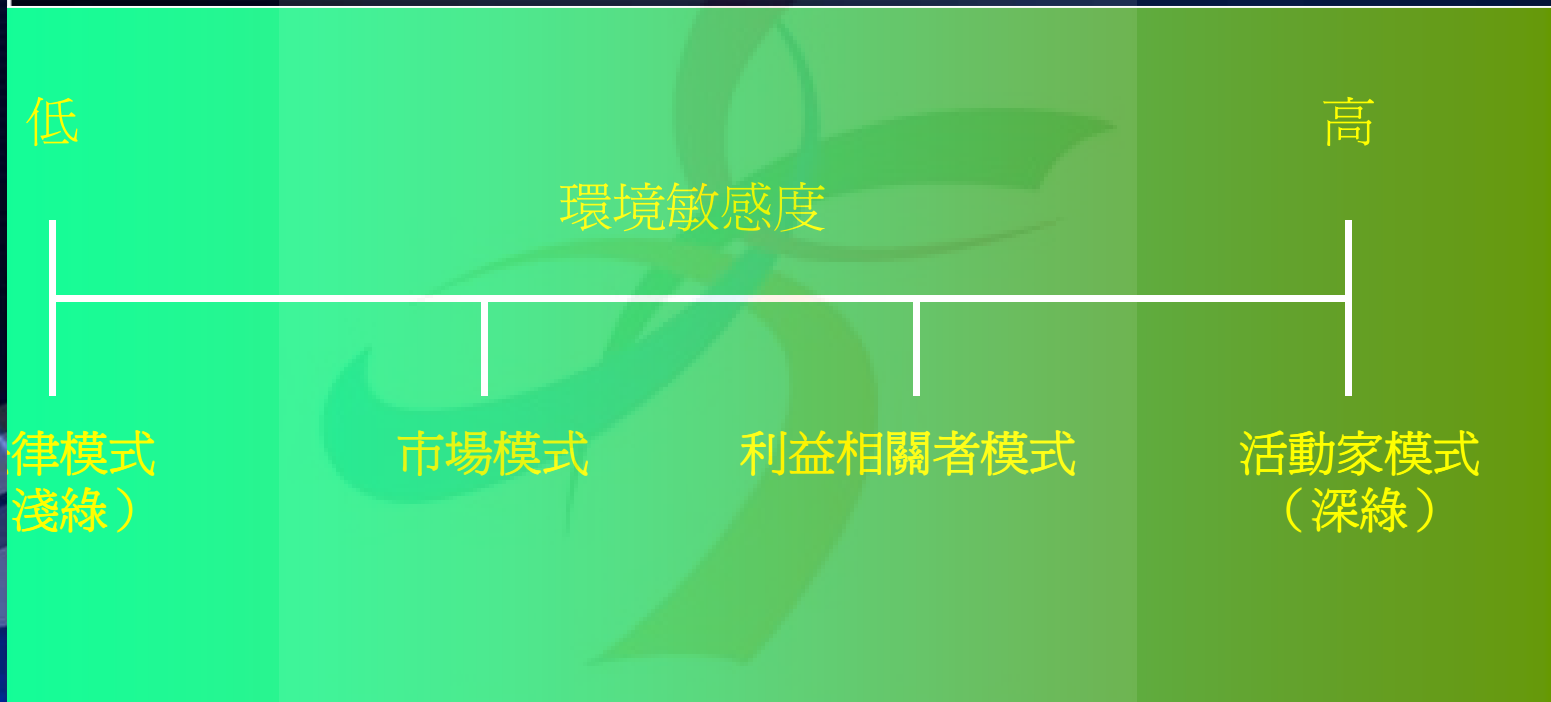 低
高
環境敏感度
律模式
市場模式
利益相關者模式
活動家模式
淺綠）
（深綠）